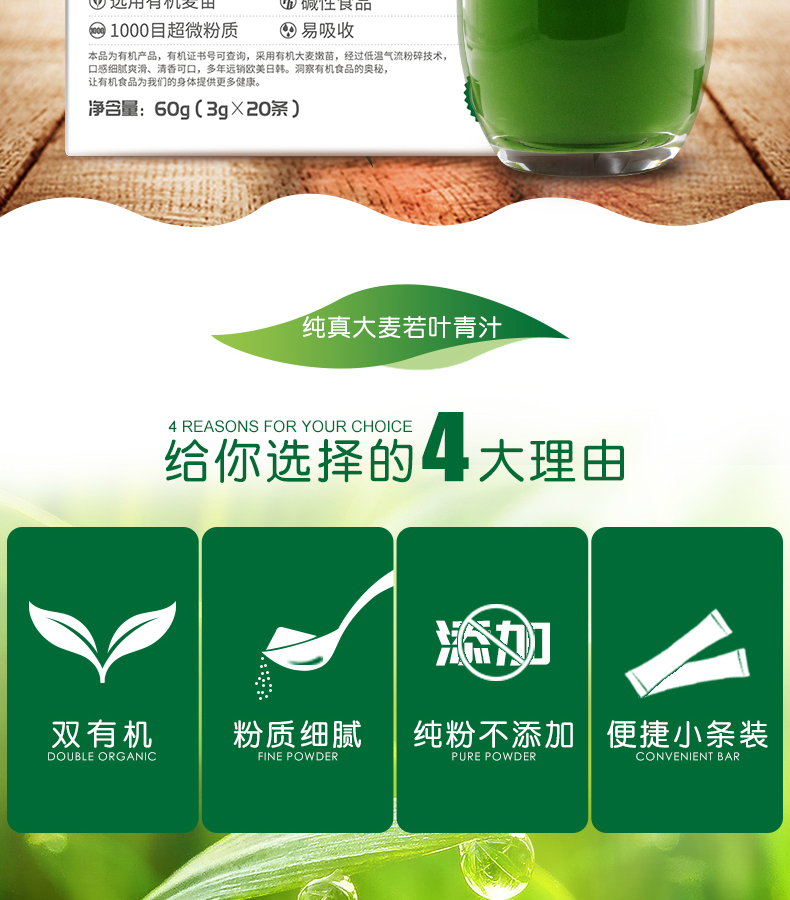 选用有机麦苗
碱性食品
1000目超微粉质
易吸收
本品为有机产品，有机证书号可查询，采用有机大麦嫩苗，经过低温气流粉碎技术，
口感细腻爽滑、清香可口，多年远销欧美日韩。洞察有机食品的奥秘，
让有机食品为我们的身体提供更多健康。
净含量：60g(3g×20条)
纯真大麦若叶青汁
4 REASONS FOR YOUR CHOICE
给你选择的4大理由
添加
双有机
DOUBLE ORGANIC
粉质细腻
FINE POWDER
纯粉不添加
PURE POWDER
便捷小条装
CONVENIENT BAR